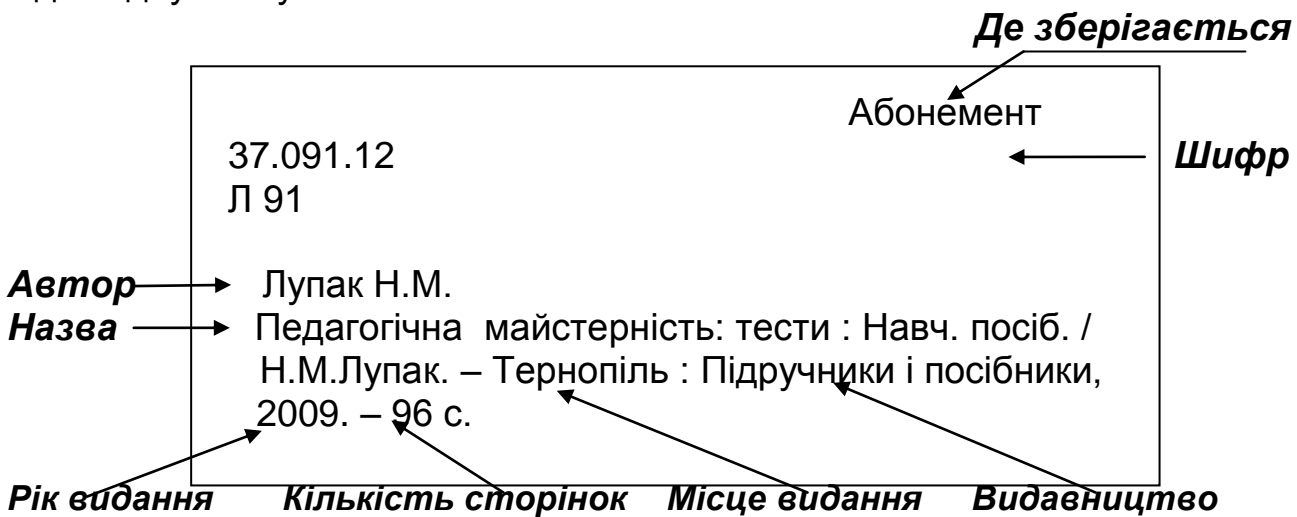 Де зберігається
Абонемент
37.091.12
Шифр
Л 91
Автор Лупак Н.М.
Назва Педагогічна майстерність: тести : Навч. посіб. /
Н.М.Лупак. – Тернопіль : Підручники і посібники,
2009. – 96 с.
Рік видання Кількість сторінок Місце видання Видавництво